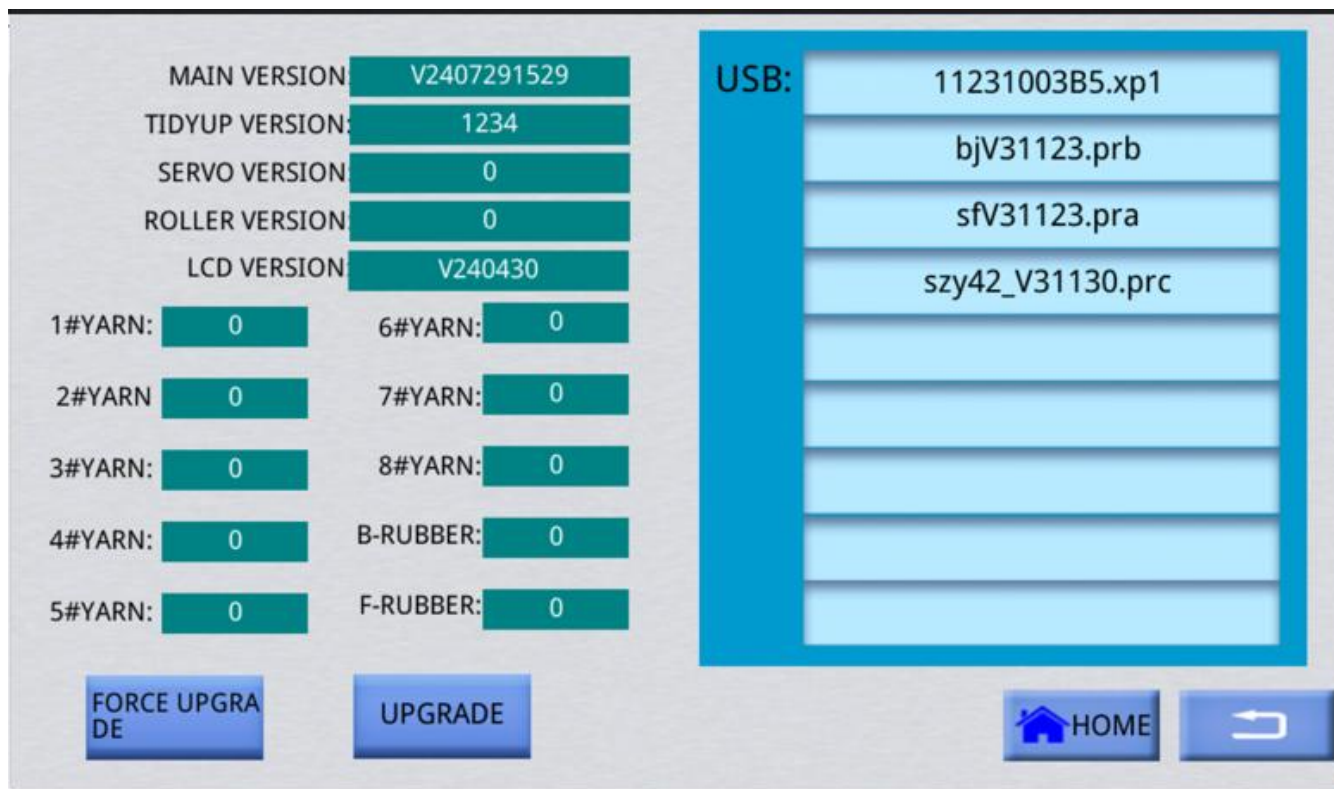 MAIN VERSION: V2407291529
TIDYUP VERSION: 1234
SERVO VERSION: 0
ROLLER VERSION: 0
LCD VERSION: V240430
1#YARN: 0 6#YARN: 0
2#YARN 0 7#YARN: 0
3#YARN: 0 8#YARN: 0
4#YARN: 0 B-RUBBER: 0
5#YARN: 0 F-RUBBER: 0
FORCE UPGRA
DE
UPGRADE
USB:
11231003B5.xp1
bjV31123.prb
sfV31123.pra
szy42_V31130.prc
HOME